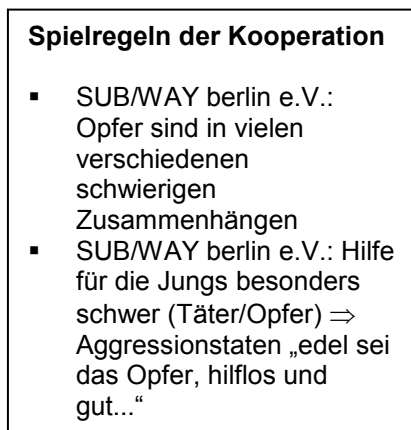 Spielregeln der Kooperation
▪ SUB/WAY berlin e.V.:
Opfer sind in vielen
verschiedenen
schwierigen
Zusammenhängen
▪ SUB/WAY berlin e.V.: Hilfe
für die Jungs besonders
schwer (Täter/Opfer) ⇒
Aggressionstaten „edel sei
das Opfer, hilflos und
gut...“